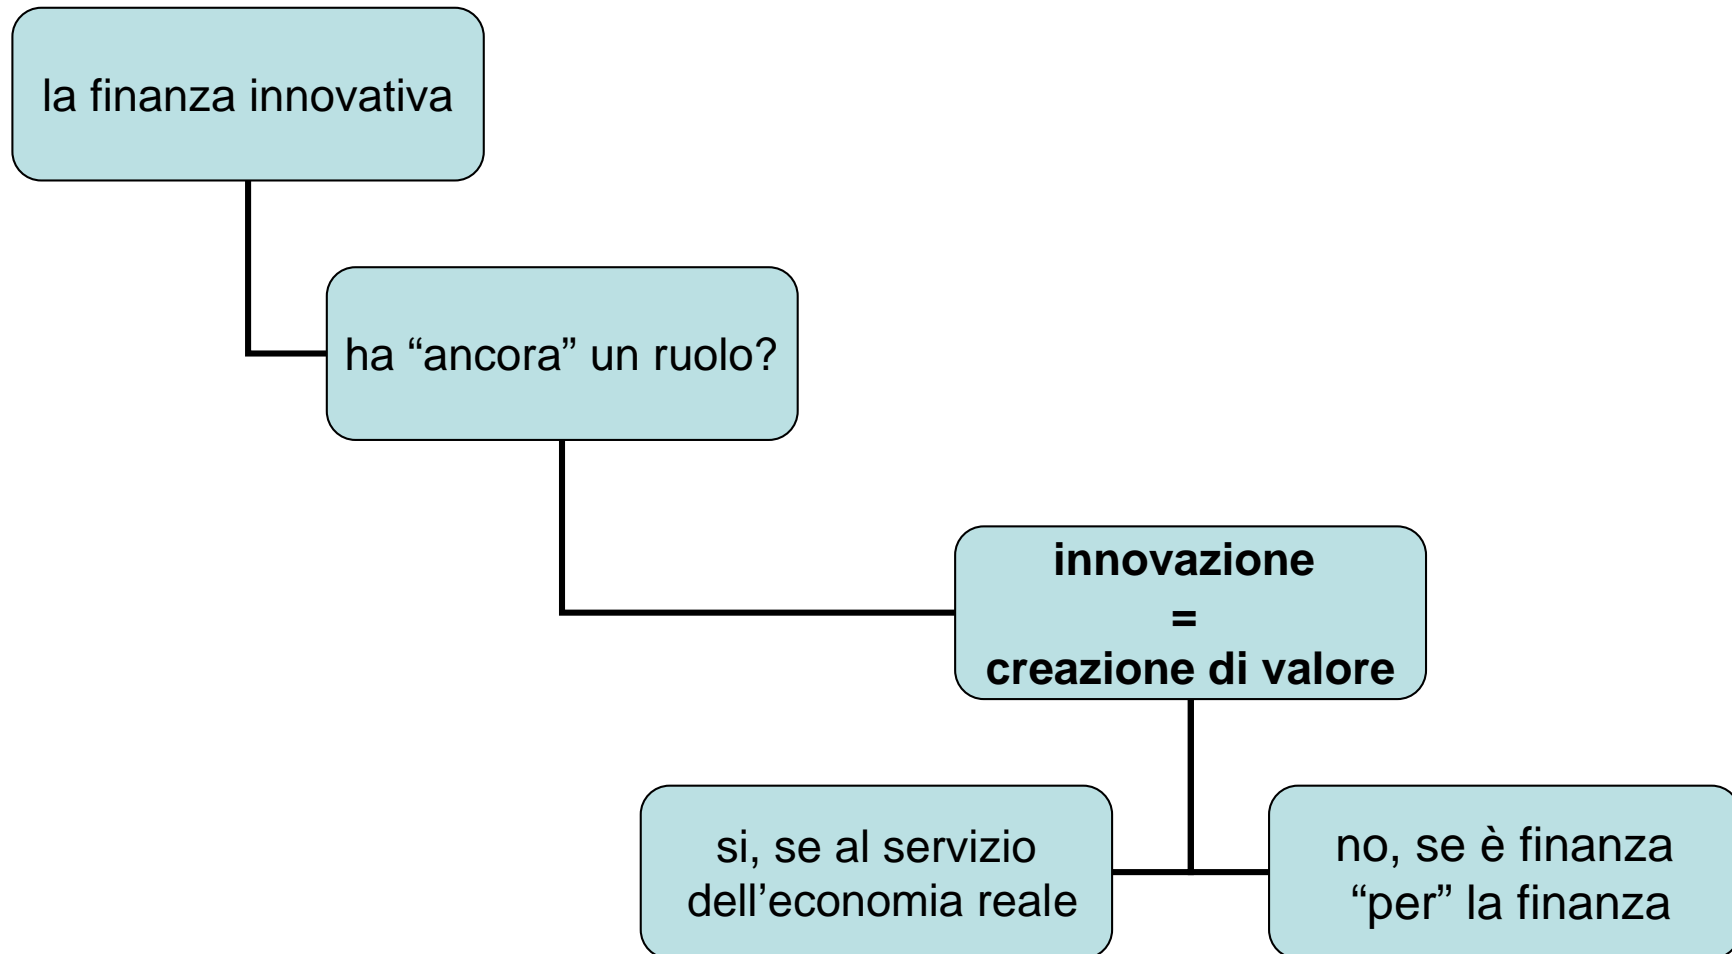 la finanza innovativa
ha “ancora” un ruolo?
innovazione
=
creazione di valore
si, se al servizio
dell’economia reale
no, se è finanza
“per” la finanza